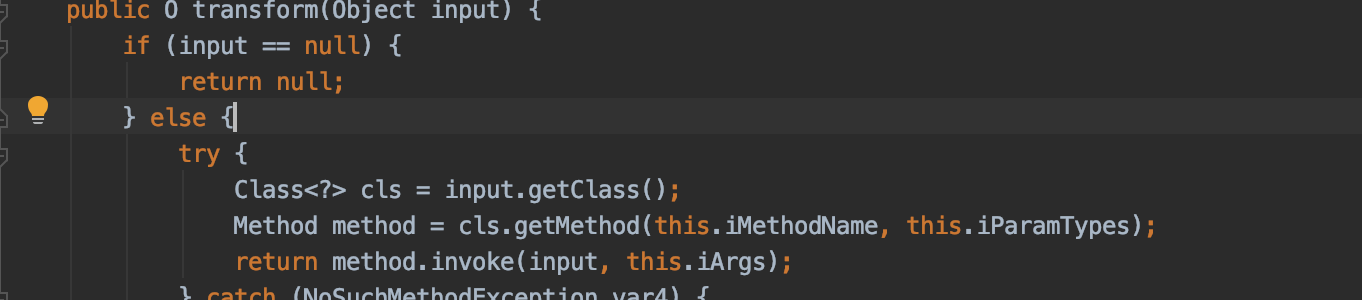 public O transform(Object input) {
if (input == null) {
return null;
} else {
try {
Class<?> cls = input.getClass();
Method method = cls.getMethod(this.iMethodName, this.iParamTypes);
return method.invoke(input, this.iArgs);
} catch (NoSuchMethodException var4) {